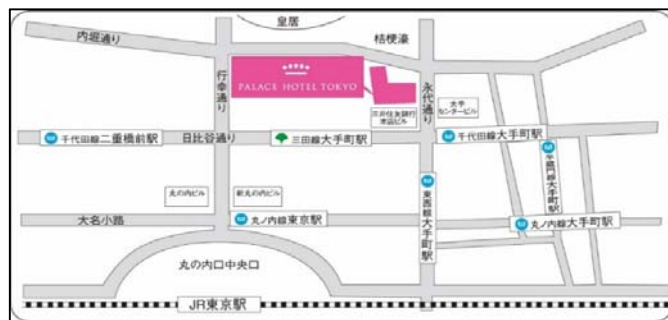 皇居
内堀通り
桔梗濠
行幸通り
PALACE HOTEL TOKYO
永代通り
三井住友銀行
大手
センタービル
千代田線二重橋前駅
日比谷通り
三田線大手町駅
千代田線大手町駅
半蔵門線大手町駅
丸の内ビル
新丸の内ビル
東西線大手町駅
大名小路
丸ノ内線東京駅
丸ノ内線大手町駅
丸の内口中央口
JR東京駅